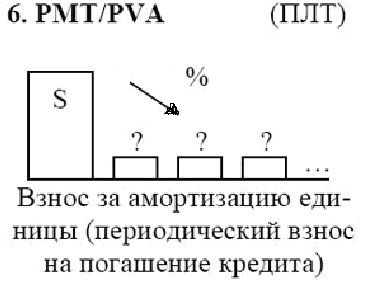 6. PMT/PVA (ПЛТ)
%
S
? ? ?
...
Взнос за амортизацию еди-
ницы (периодический взнос
на погашение кредита)